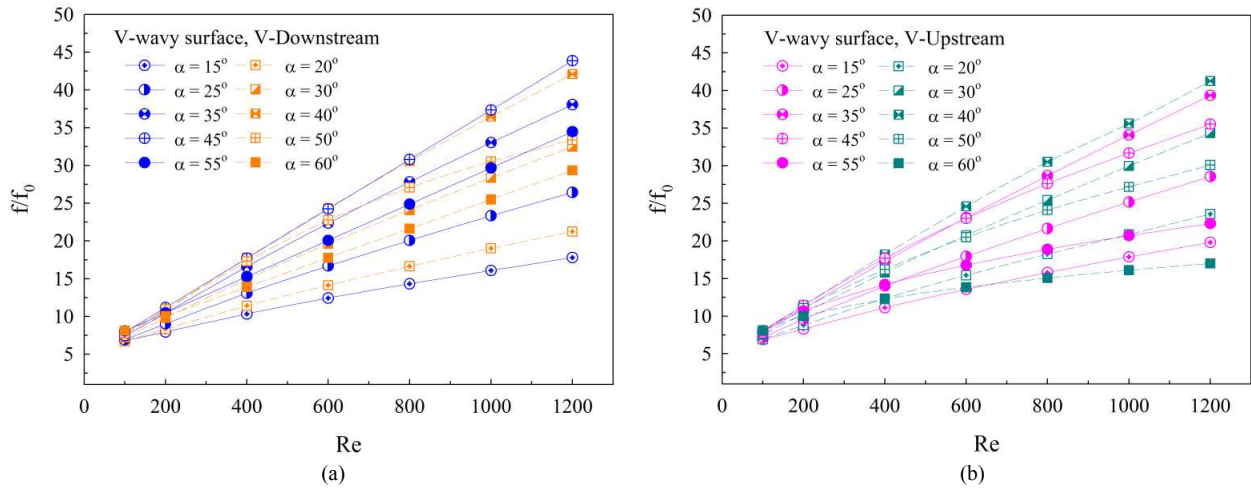 50
45
40
35
30
25
20
15
10
5
f/f₀
V-wavy surface, V-Downstream
α = 15° α = 20°
α = 25° α = 30°
α = 35° α = 40°
α = 45° α = 50°
α = 55° α = 60°
0 200 400 600 800 1000 1200
Re
(a)
50
45
40
35
30
25
20
15
10
5
f/f₀
V-wavy surface, V-Upstream
α = 15° α = 20°
α = 25° α = 30°
α = 35° α = 40°
α = 45° α = 50°
α = 55° α = 60°
0 200 400 600 800 1000 1200
Re
(b)